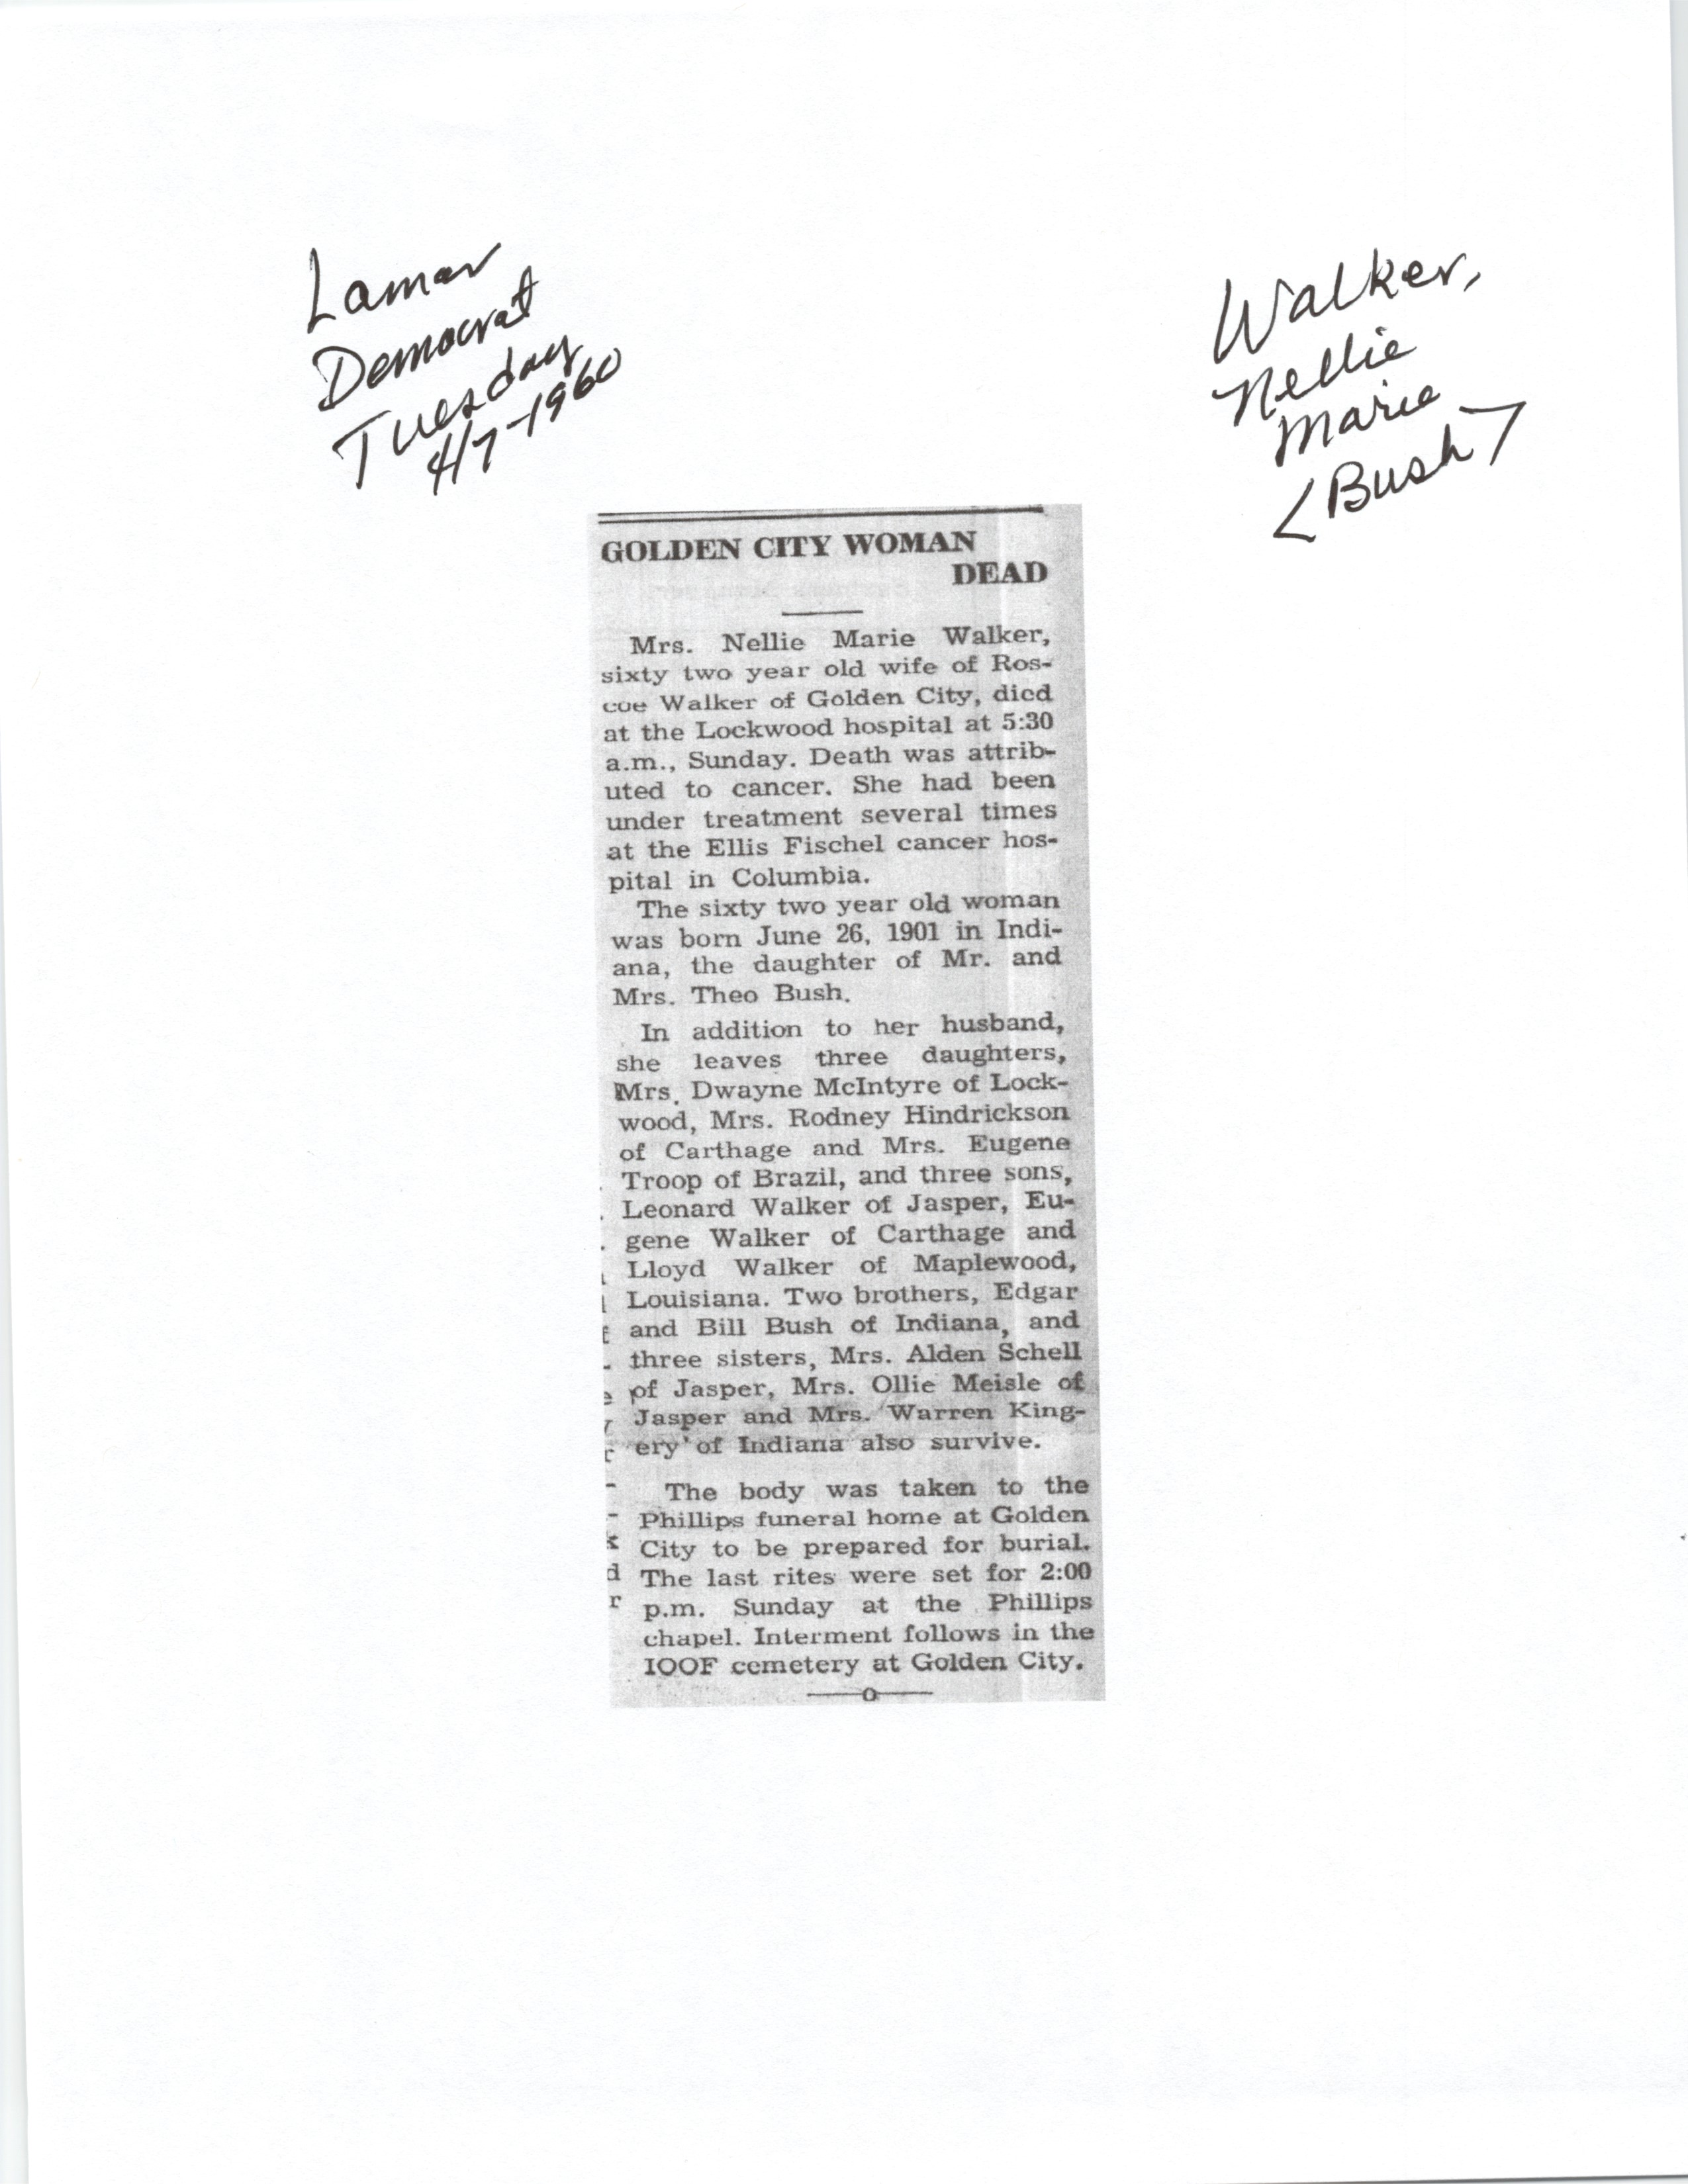 Lamar
Democrat
Tuesday
4/7-1960
Walker,
Nellie
Marie
<Bush>
GOLDEN CITY WOMAN
DEAD
Mrs. Nellie Marie Walker,
sixty two year old wife of Ros-
coe Walker of Golden City, died
at the Lockwood hospital at 5:30
a.m., Sunday. Death was attrib-
uted to cancer. She had been
under treatment several times
at the Ellis Fischel cancer hos-
pital in Columbia.
The sixty two year old woman
was born June 26, 1901 in Indi-
ana, the daughter of Mr. and
Mrs. Theo Bush.
In addition to her husband,
she leaves three daughters,
Mrs. Dwayne McIntyre of Lock-
wood, Mrs. Rodney Hindrickson
of Carthage and Mrs. Eugene
Troop of Brazil, and three sons,
Leonard Walker of Jasper, Eu-
gene Walker of Carthage and
Lloyd Walker of Maplewood,
Louisiana. Two brothers, Edgar
and Bill Bush of Indiana, and
three sisters, Mrs. Alden Schell
of Jasper, Mrs. Ollie Meisle of
Jasper and Mrs. Warren King-
ery of Indiana also survive.
The body was taken to the
Phillips funeral home at Golden
City to be prepared for burial.
The last rites were set for 2:00
p.m. Sunday at the Phillips
chapel. Interment follows in the
IOOF cemetery at Golden City.